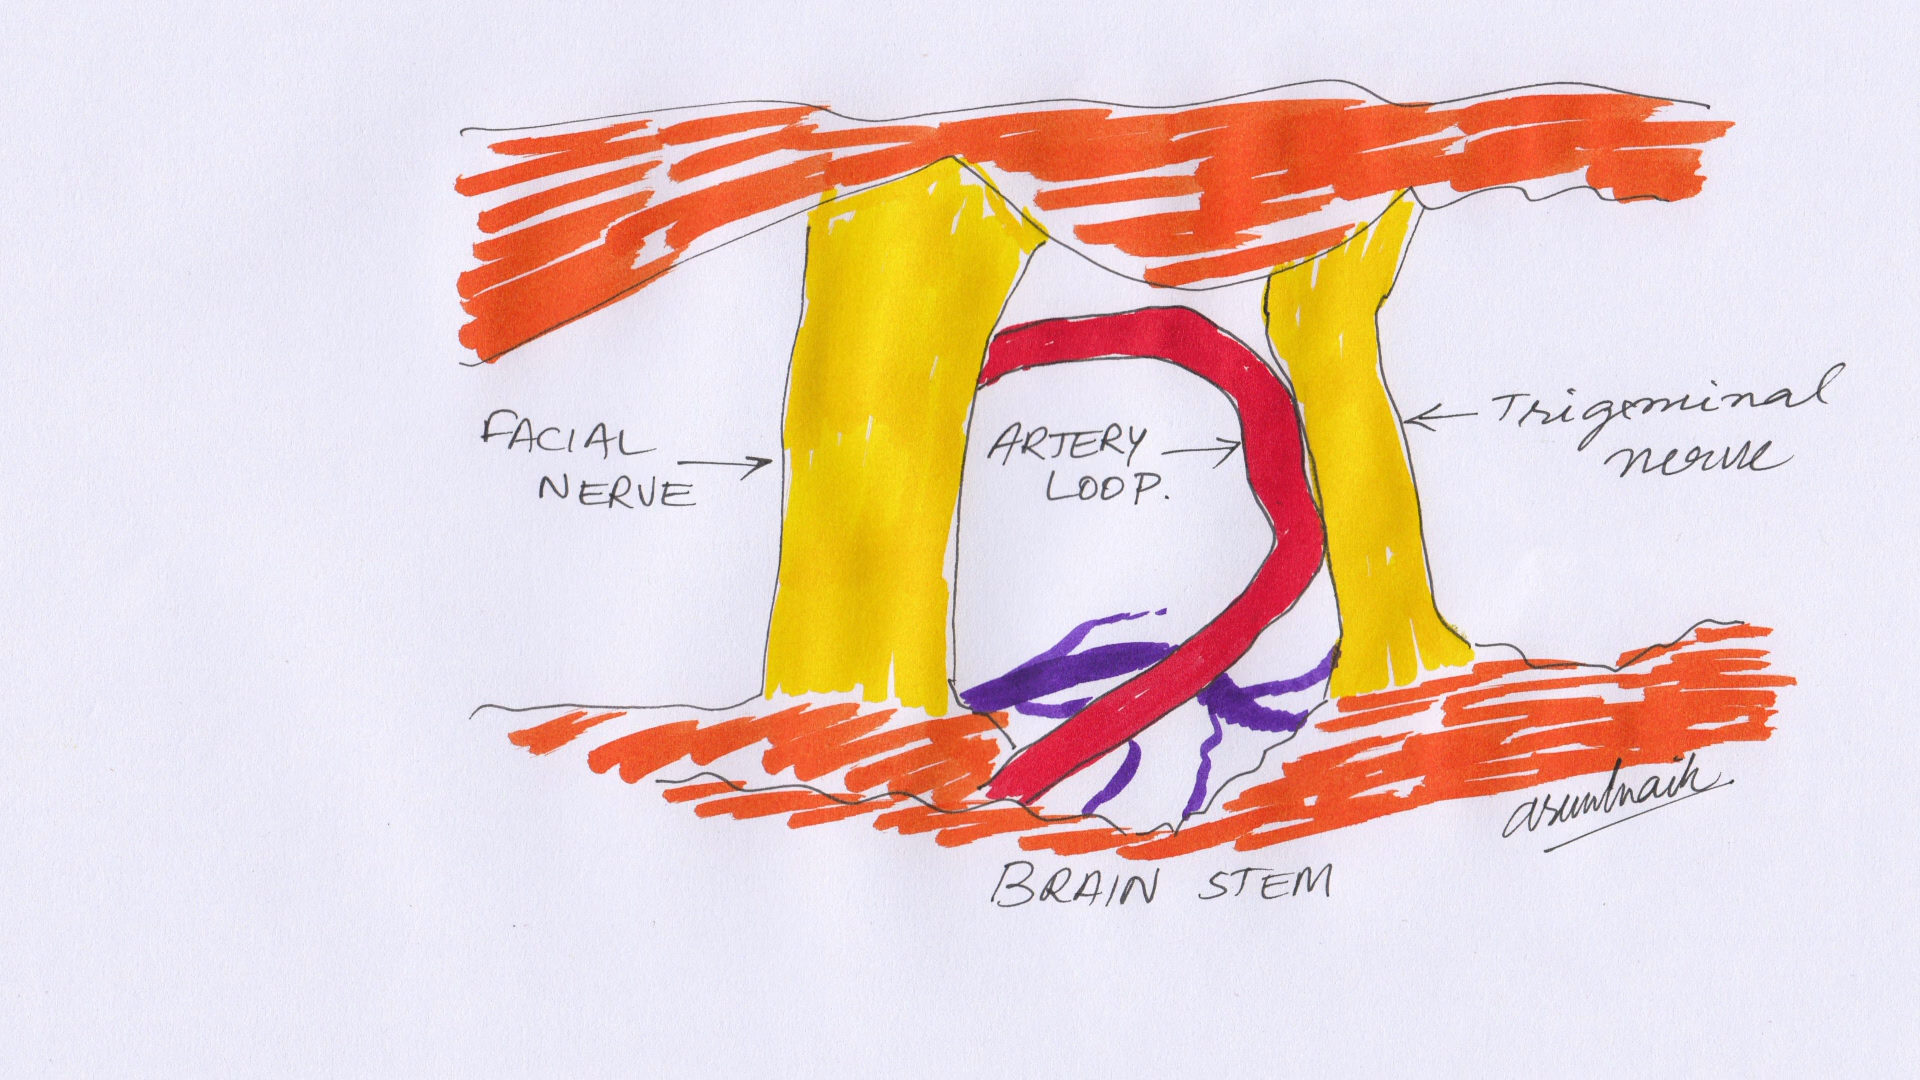 FACIAL
NERVE
ARTERY
LOOP.
Trigeminal
nerve
BRAIN STEM